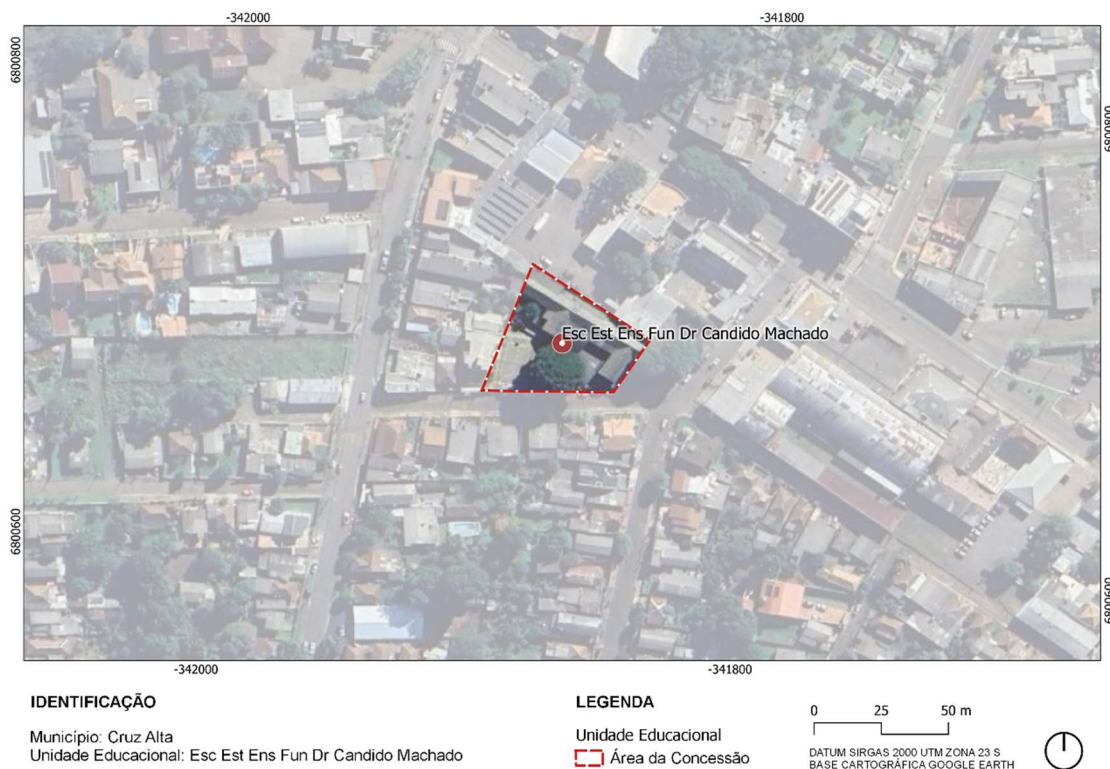 -342000
-341800
6800800
6800800
Esc Est Ens Fun Dr Candido Machado
6800600
6800600
-342000
-341800
IDENTIFICAÇÃO
Município: Cruz Alta
Unidade Educacional: Esc Est Ens Fun Dr Candido Machado
LEGENDA
Unidade Educacional
Área da Concessão
0 25 50 m
DATUM SIRGAS 2000 UTM ZONA 23 S
BASE CARTOGRÁFICA GOOGLE EARTH